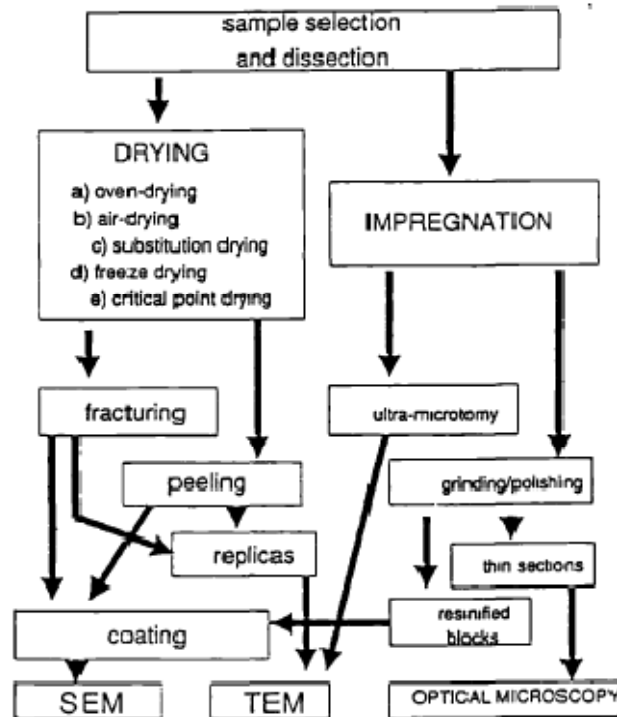 sample selection
and dissection
DRYING
a) oven-drying
b) air-drying
c) substitution drying
d) freeze drying
e) critical point drying
IMPREGNATION
fracturing
ultra-microtomy
peeling
grinding/polishing
replicas
thin sections
coating
resinified
blocks
SEM
TEM
OPTICAL MICROSCOPY